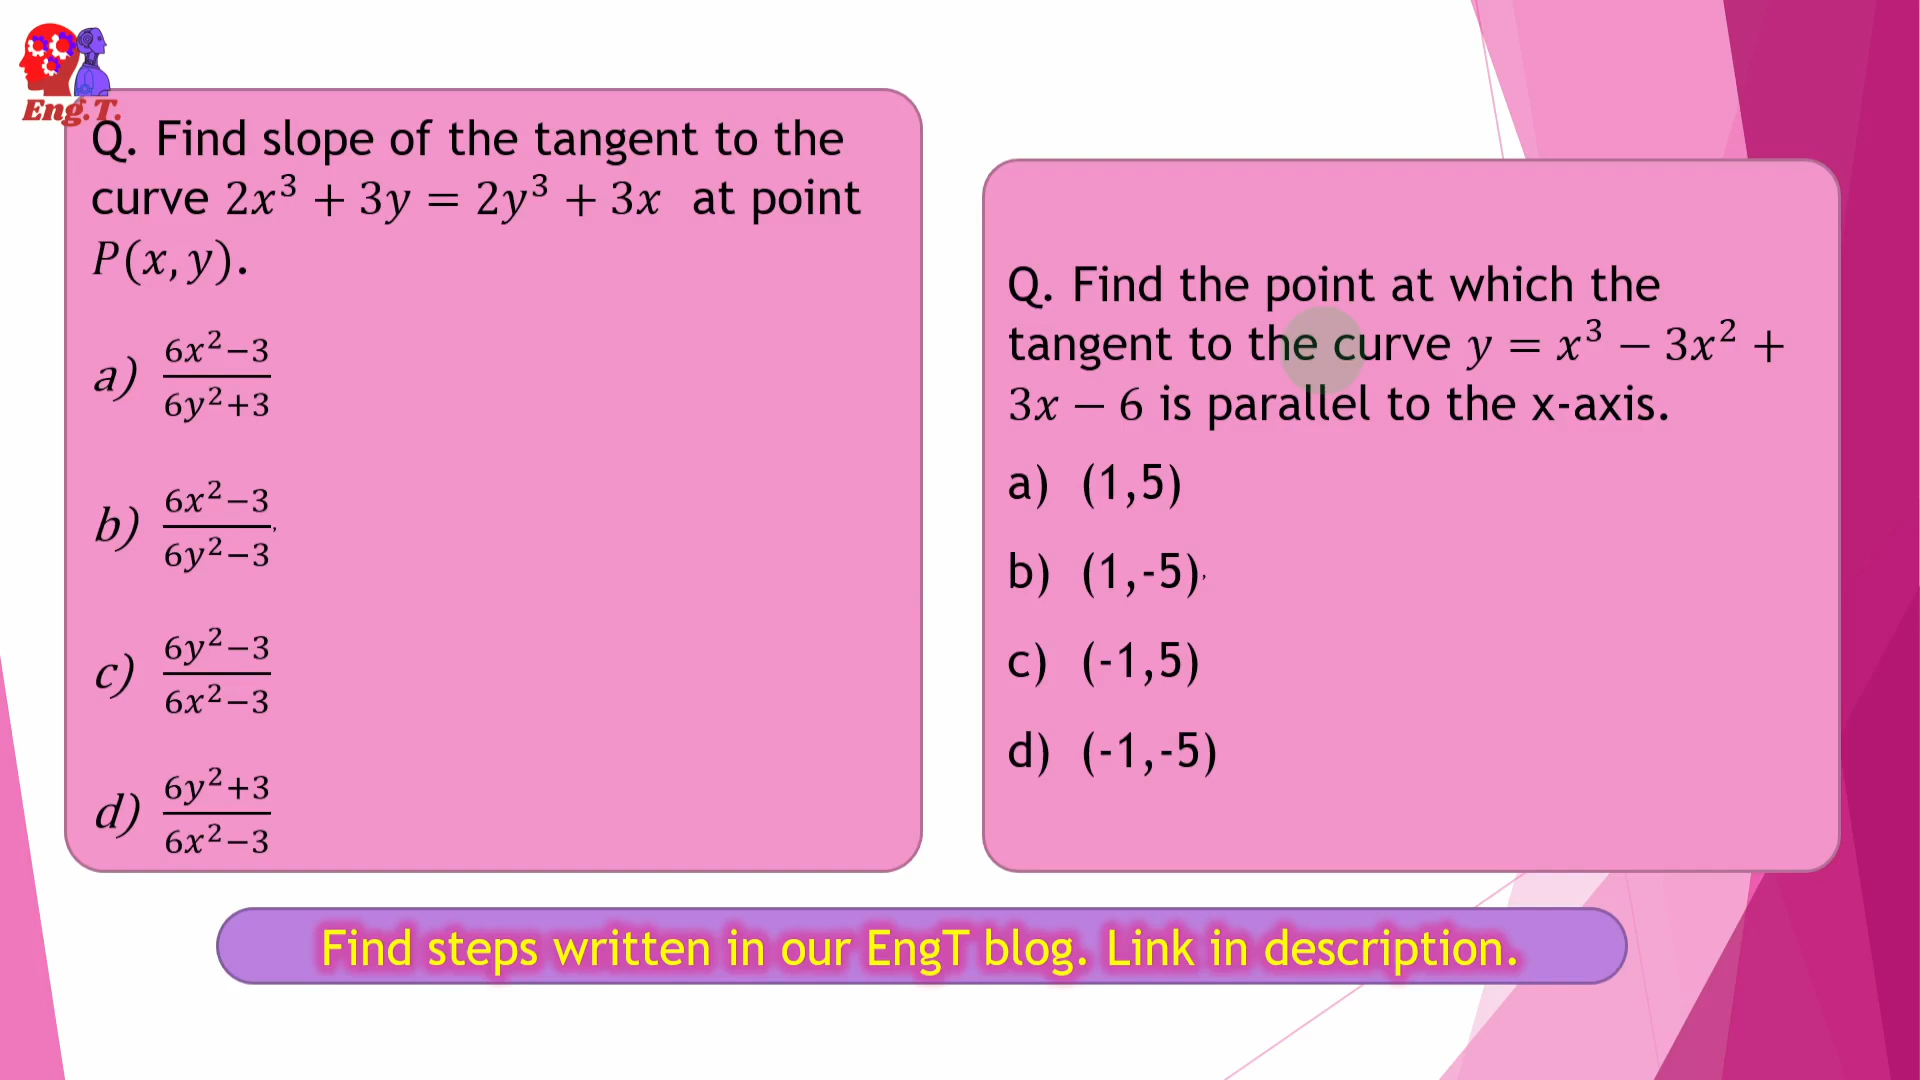 Eng.T.
Q. Find slope of the tangent to the
curve 2x³ + 3y = 2y³ + 3x at point
P(x, y).
a) (6x²−3)/(6y²+3)
b) (6x²−3)/(6y²−3),
c) (6y²−3)/(6x²−3)
d) (6y²+3)/(6x²−3)
Q. Find the point at which the
tangent to the curve y = x³ − 3x² +
3x − 6 is parallel to the x-axis.
a) (1,5)
b) (1,-5),
c) (-1,5)
d) (-1,-5)
Find steps written in our EngT blog. Link in description.